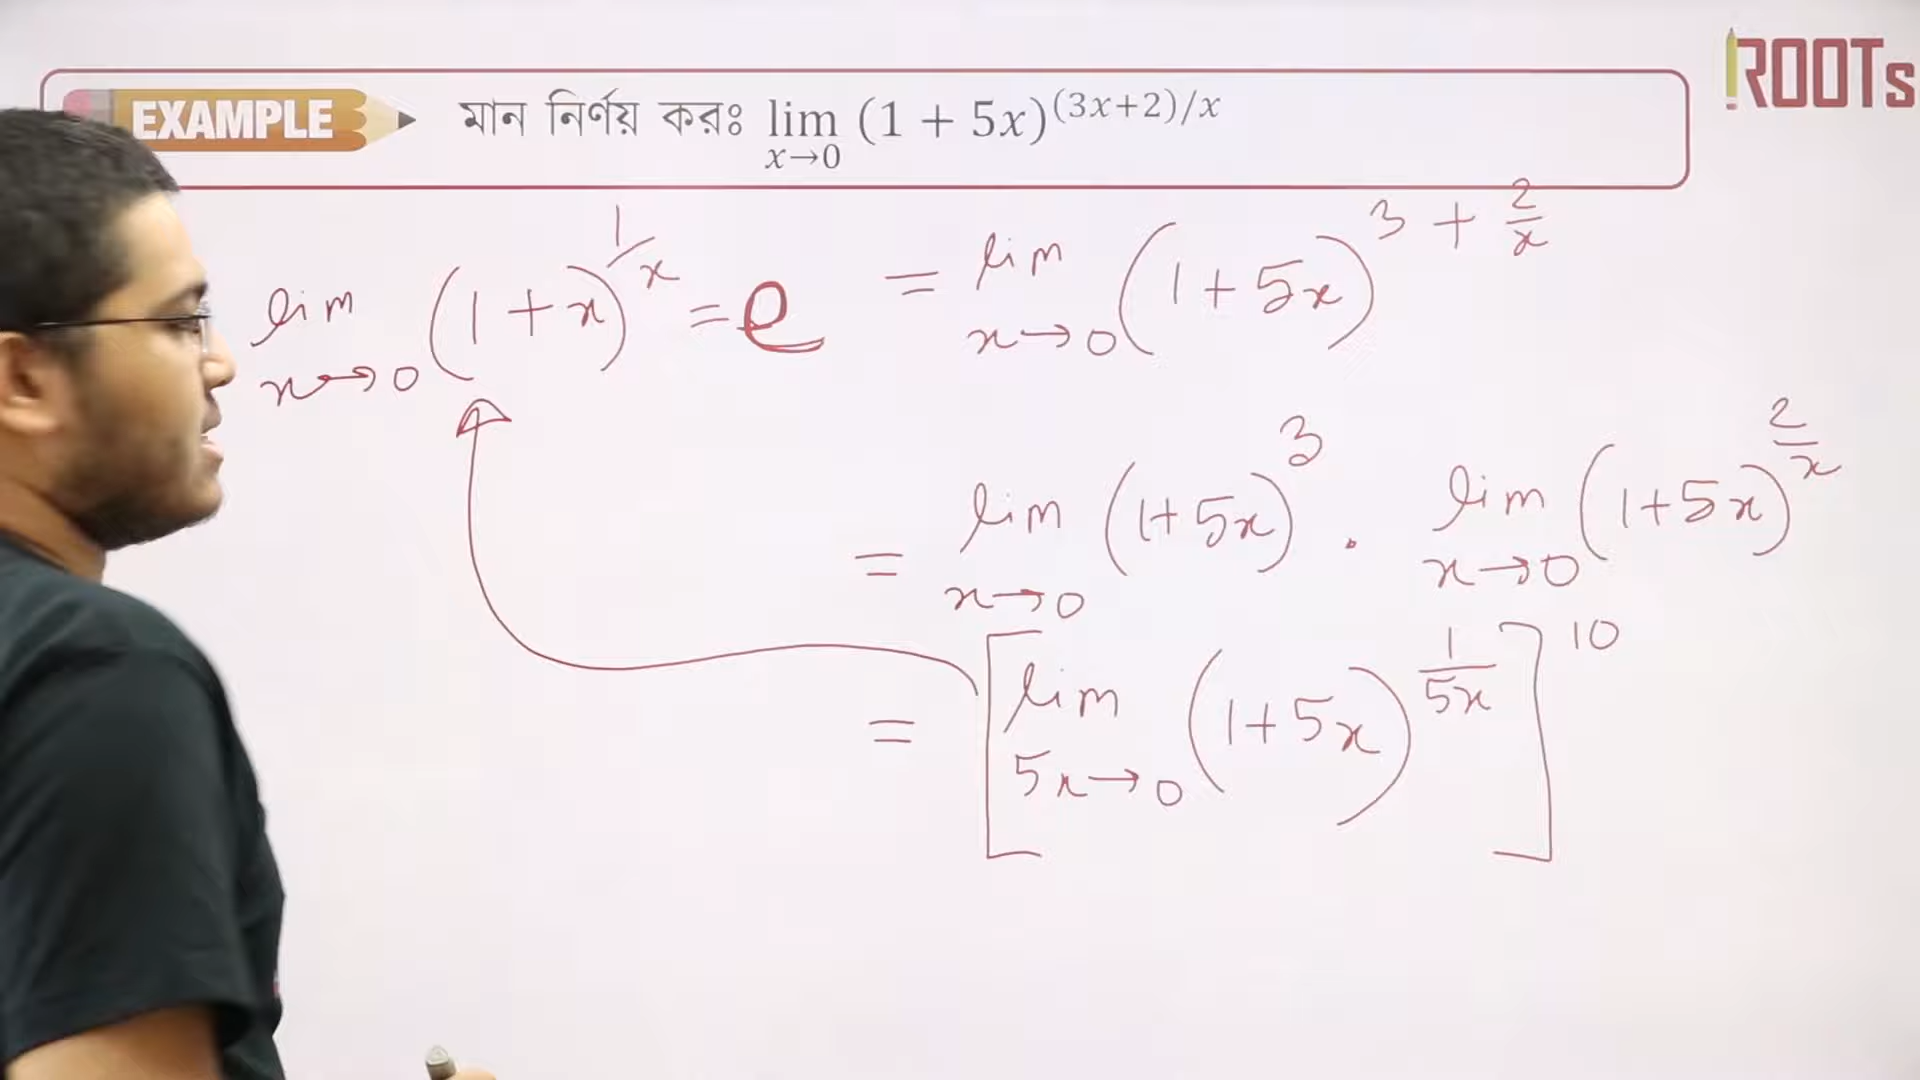 ROOTs
EXAMPLE মান নির্ণয় করঃ lim x→0 (1 + 5x)^(3x+2)/x
lim x→0 (1+x)^1/x = e
= lim x→0 (1+5x)^3 + 2/x
= lim x→0 (1+5x)^3 . lim x→0 (1+5x)^2/x
= [lim 5x→0 (1+5x)^1/5x]^10